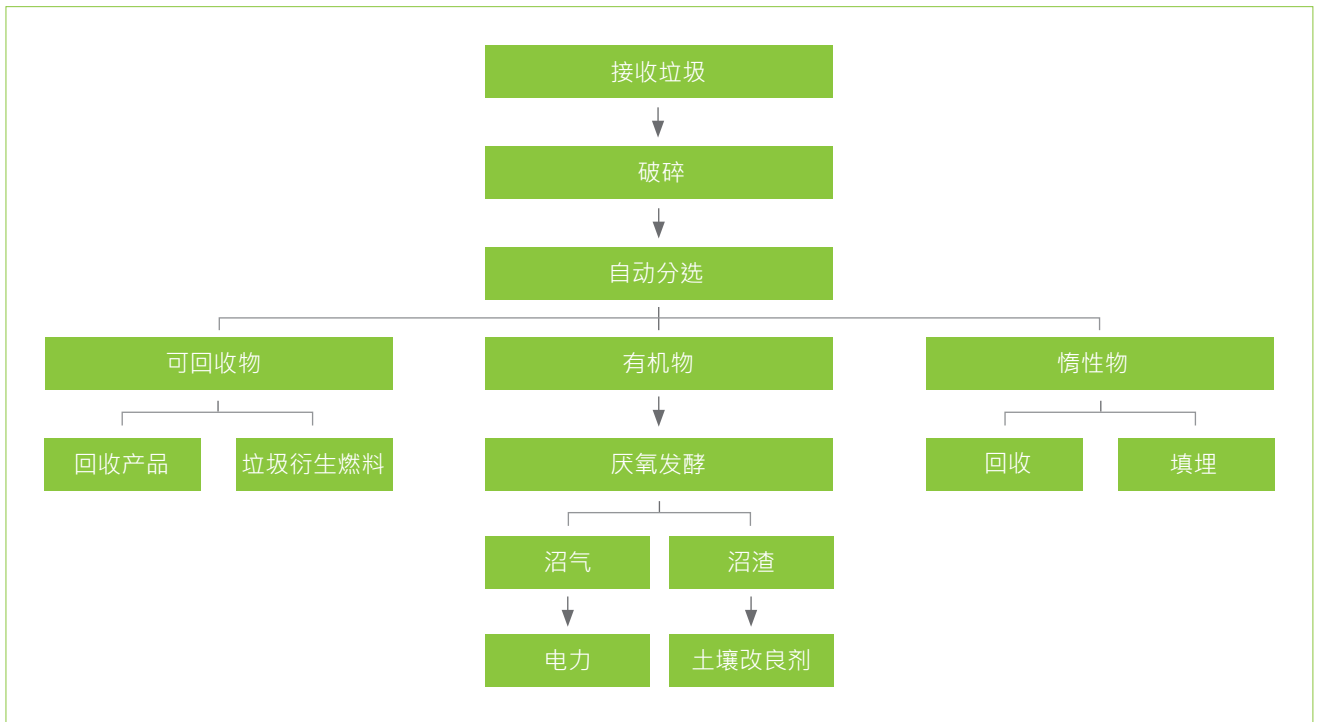 接收垃圾
破碎
自动分选
可回收物
有机物
惰性物
回收产品
垃圾衍生燃料
厌氧发酵
回收
填埋
沼气
沼渣
电力
土壤改良剂